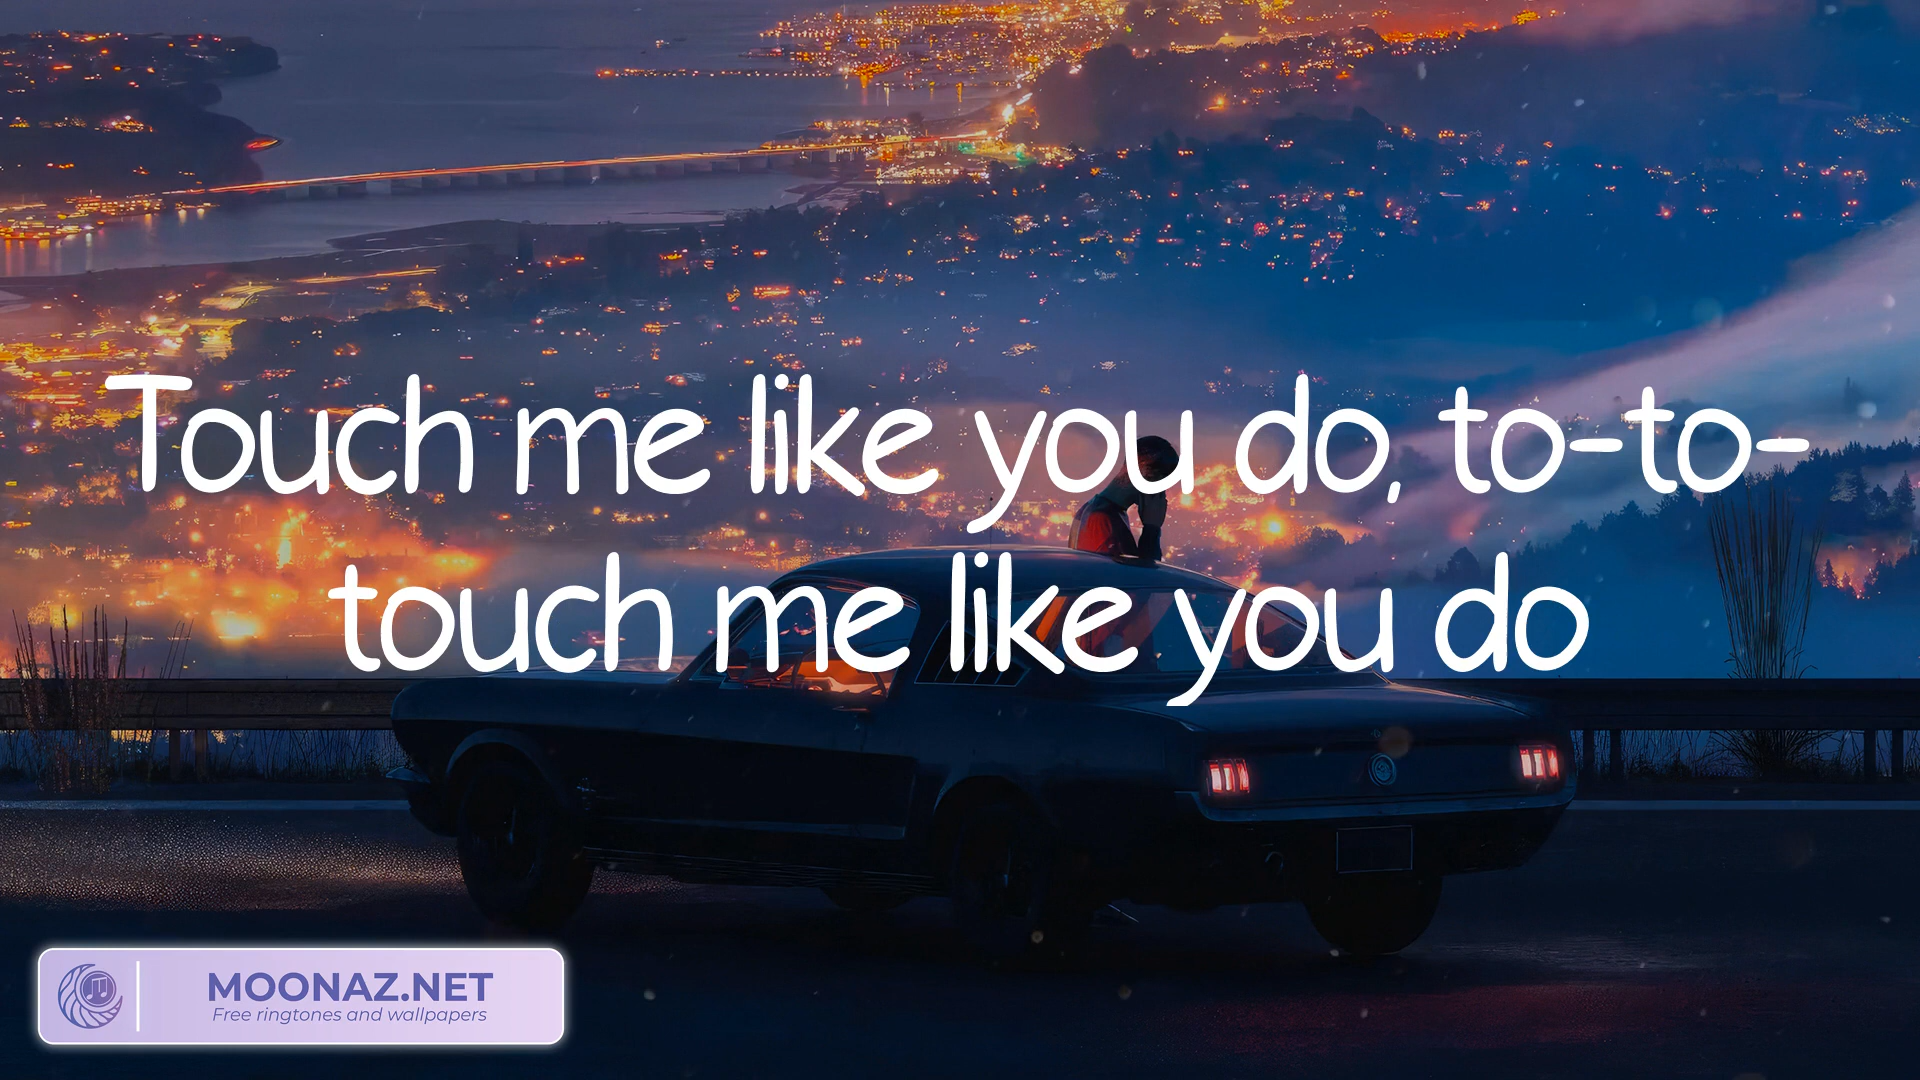 Touch me like you do, to-to-
touch me like you do
MOONAZ.NET
Free ringtones and wallpapers